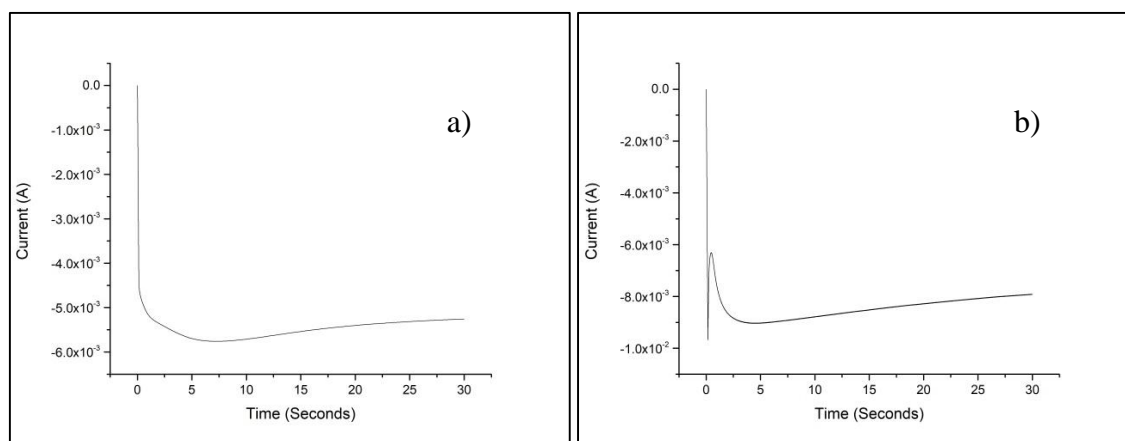 a)
0.0
-1.0x10⁻³
-2.0x10⁻³
-3.0x10⁻³
-4.0x10⁻³
-5.0x10⁻³
-6.0x10⁻³
Current (A)
0 5 10 15 20 25 30
Time (Seconds)
b)
0.0
-2.0x10⁻³
-4.0x10⁻³
-6.0x10⁻³
-8.0x10⁻³
-1.0x10⁻²
Current (A)
0 5 10 15 20 25 30
Time (Seconds)